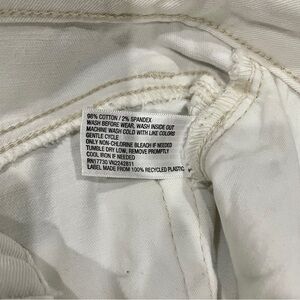 98% COTTON / 2% SPANDEX
WASH BEFORE WEAR, WASH INSIDE OUT
MACHINE WASH COLD WITH LIKE COLORS
GENTLE CYCLE
ONLY NON-CHLORINE BLEACH IF NEEDED
TUMBLE DRY LOW, REMOVE PROMPTLY
COOL IRON IF NEEDED
RN17730 VN2242811
LABEL MADE FROM 100% RECYCLED PLASTIC